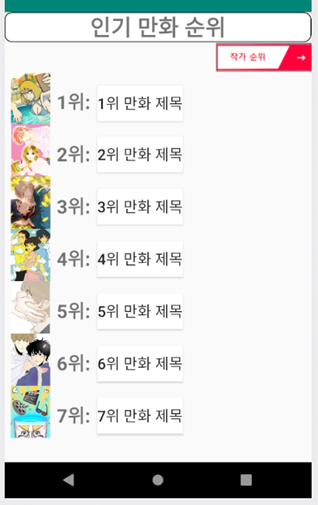 인기 만화 순위
작가 순위 →
1위: 1위 만화 제목
2위: 2위 만화 제목
3위: 3위 만화 제목
4위: 4위 만화 제목
5위: 5위 만화 제목
6위: 6위 만화 제목
7위: 7위 만화 제목